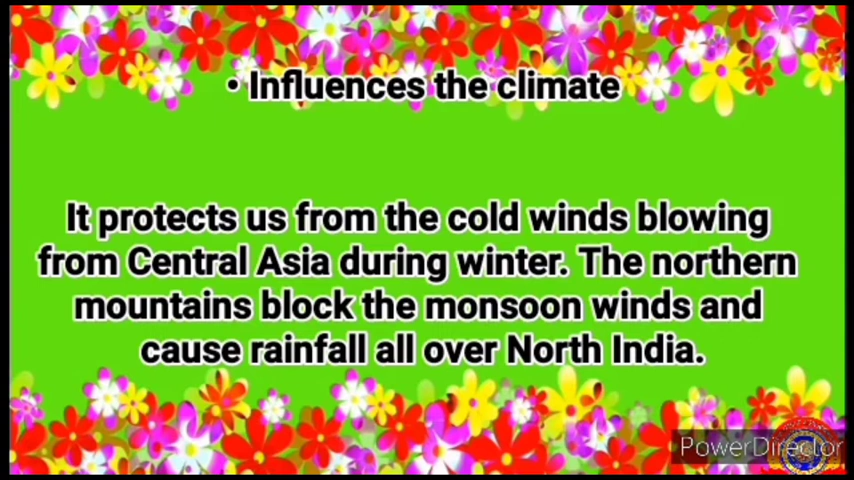 • Influences the climate
It protects us from the cold winds blowing
from Central Asia during winter. The northern
mountains block the monsoon winds and
cause rainfall all over North India.
PowerDirector